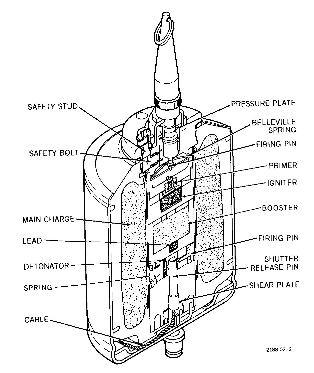 SAFETY STUD
PRESSURE PLATE
BELLEVILLE
SPRING
FIRING PIN
SAFETY BOLT
PRIMER
IGNITER
MAIN CHARGE
BOOSTER
LEAD
FIRING PIN
DETONATOR
SHUTTER
RELEASE PIN
SPRING
SHEAR PLATE
CABLE